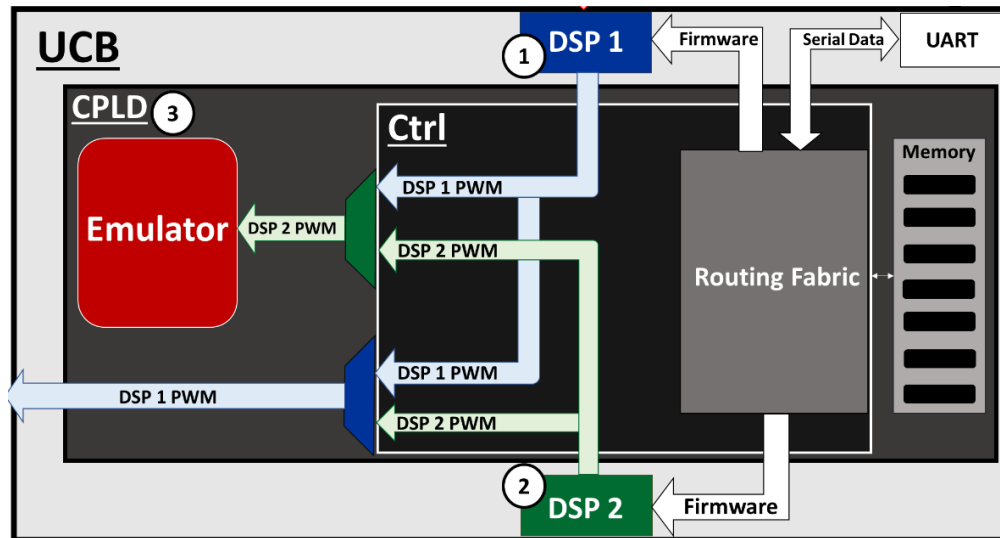 UCB
DSP 1
1
Firmware
Serial Data
UART
CPLD
3
Ctrl
Memory
DSP 1 PWM
Emulator
DSP 2 PWM
DSP 2 PWM
Routing Fabric
DSP 1 PWM
DSP 1 PWM
DSP 2 PWM
2
DSP 2
Firmware